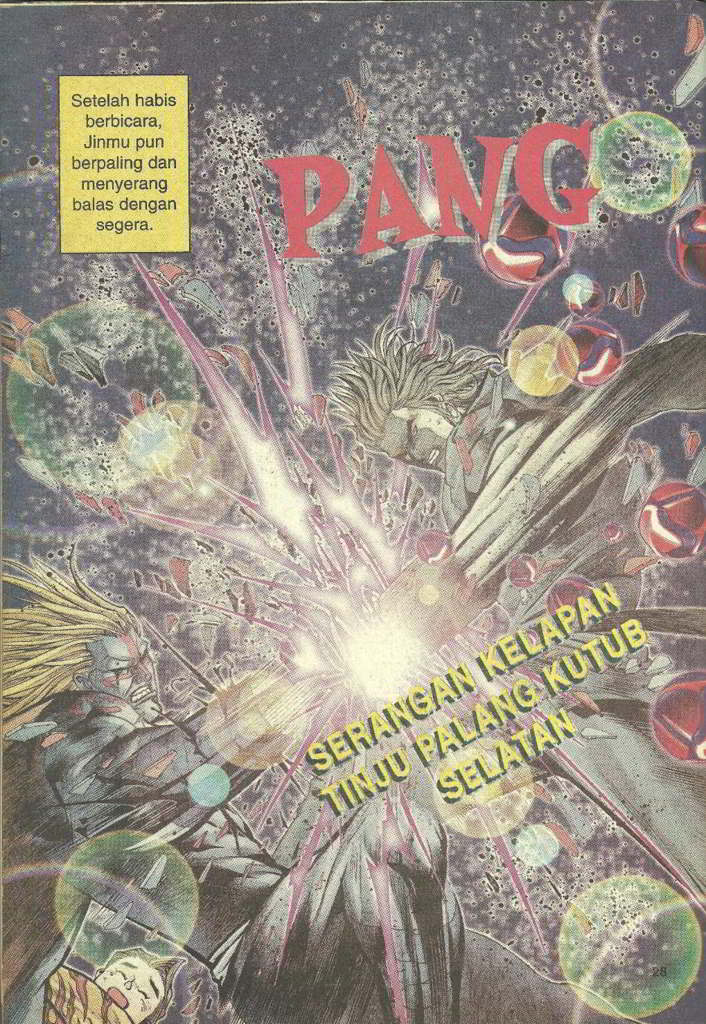 Setelah habis
berbicara,
Jinmu pun
berpaling dan
menyerang
balas dengan
segera.
PANG
SERANGAN KELAPAN
TINJU PALANG KUTUB
SELATAN
28